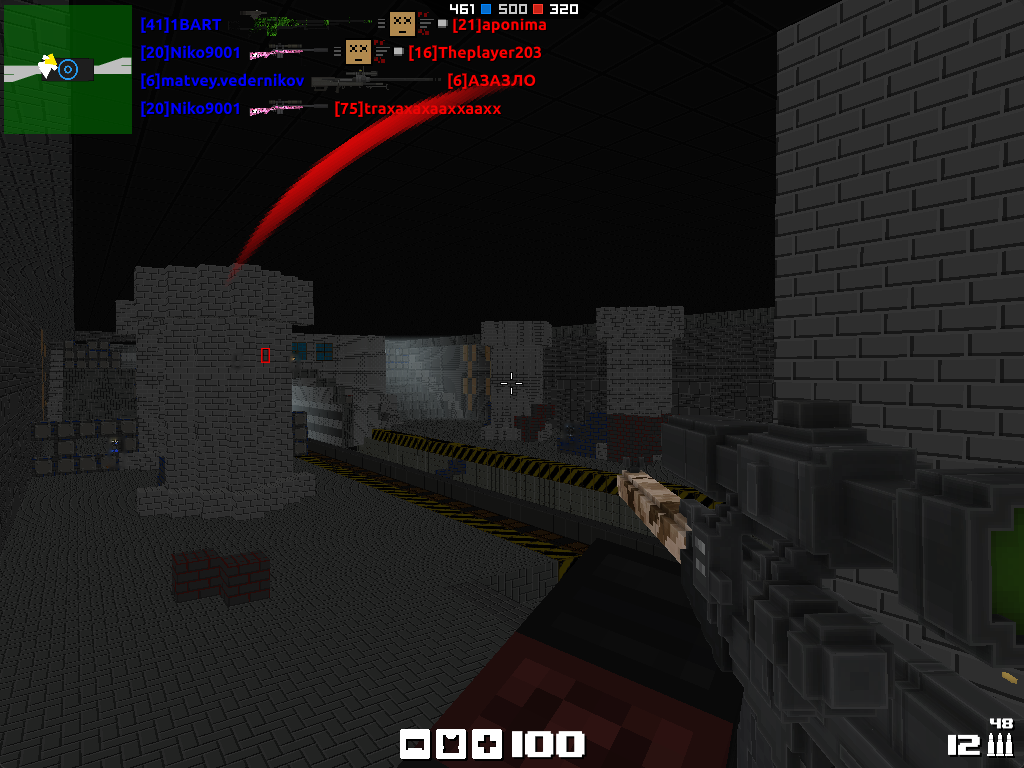 461 500 320
[41]1BART [21]aponima
[20]Niko9001 [16]Theplayer203
[6]matvey.vedernikov [6]АЗАЗЛО
[20]Niko9001 [75]traxaxaxaaxxaaxx
100
48
12